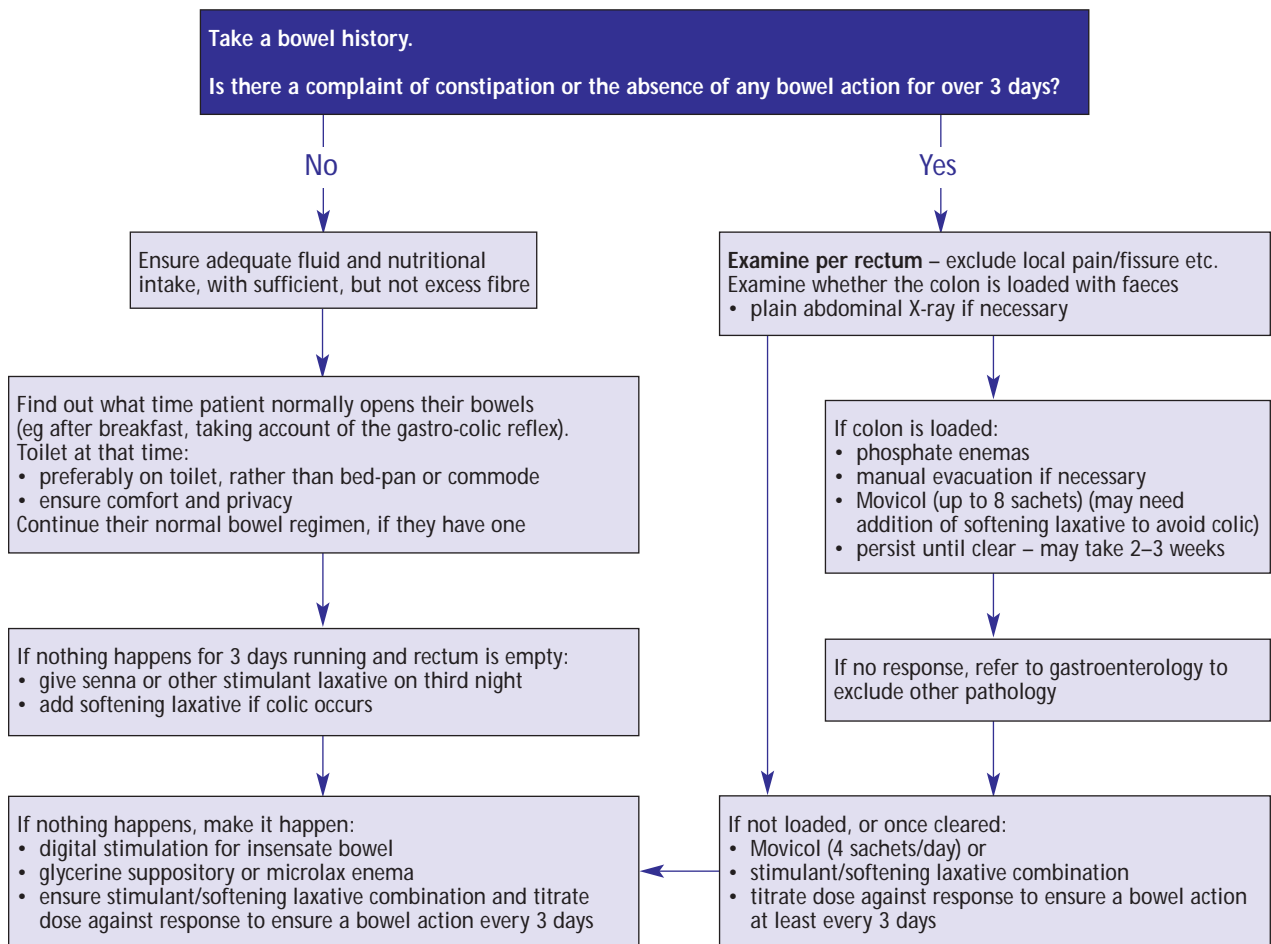 Take a bowel history.
Is there a complaint of constipation or the absence of any bowel action for over 3 days?
No
Yes
Ensure adequate fluid and nutritional
intake, with sufficient, but not excess fibre
Examine per rectum – exclude local pain/fissure etc.
Examine whether the colon is loaded with faeces
• plain abdominal X-ray if necessary
Find out what time patient normally opens their bowels
(eg after breakfast, taking account of the gastro-colic reflex).
Toilet at that time:
• preferably on toilet, rather than bed-pan or commode
• ensure comfort and privacy
Continue their normal bowel regimen, if they have one
If colon is loaded:
• phosphate enemas
• manual evacuation if necessary
• Movicol (up to 8 sachets) (may need
addition of softening laxative to avoid colic)
• persist until clear – may take 2–3 weeks
If nothing happens for 3 days running and rectum is empty:
• give senna or other stimulant laxative on third night
• add softening laxative if colic occurs
If no response, refer to gastroenterology to
exclude other pathology
If nothing happens, make it happen:
• digital stimulation for insensate bowel
• glycerine suppository or microlax enema
• ensure stimulant/softening laxative combination and titrate
dose against response to ensure a bowel action every 3 days
If not loaded, or once cleared:
• Movicol (4 sachets/day) or
• stimulant/softening laxative combination
• titrate dose against response to ensure a bowel action
at least every 3 days